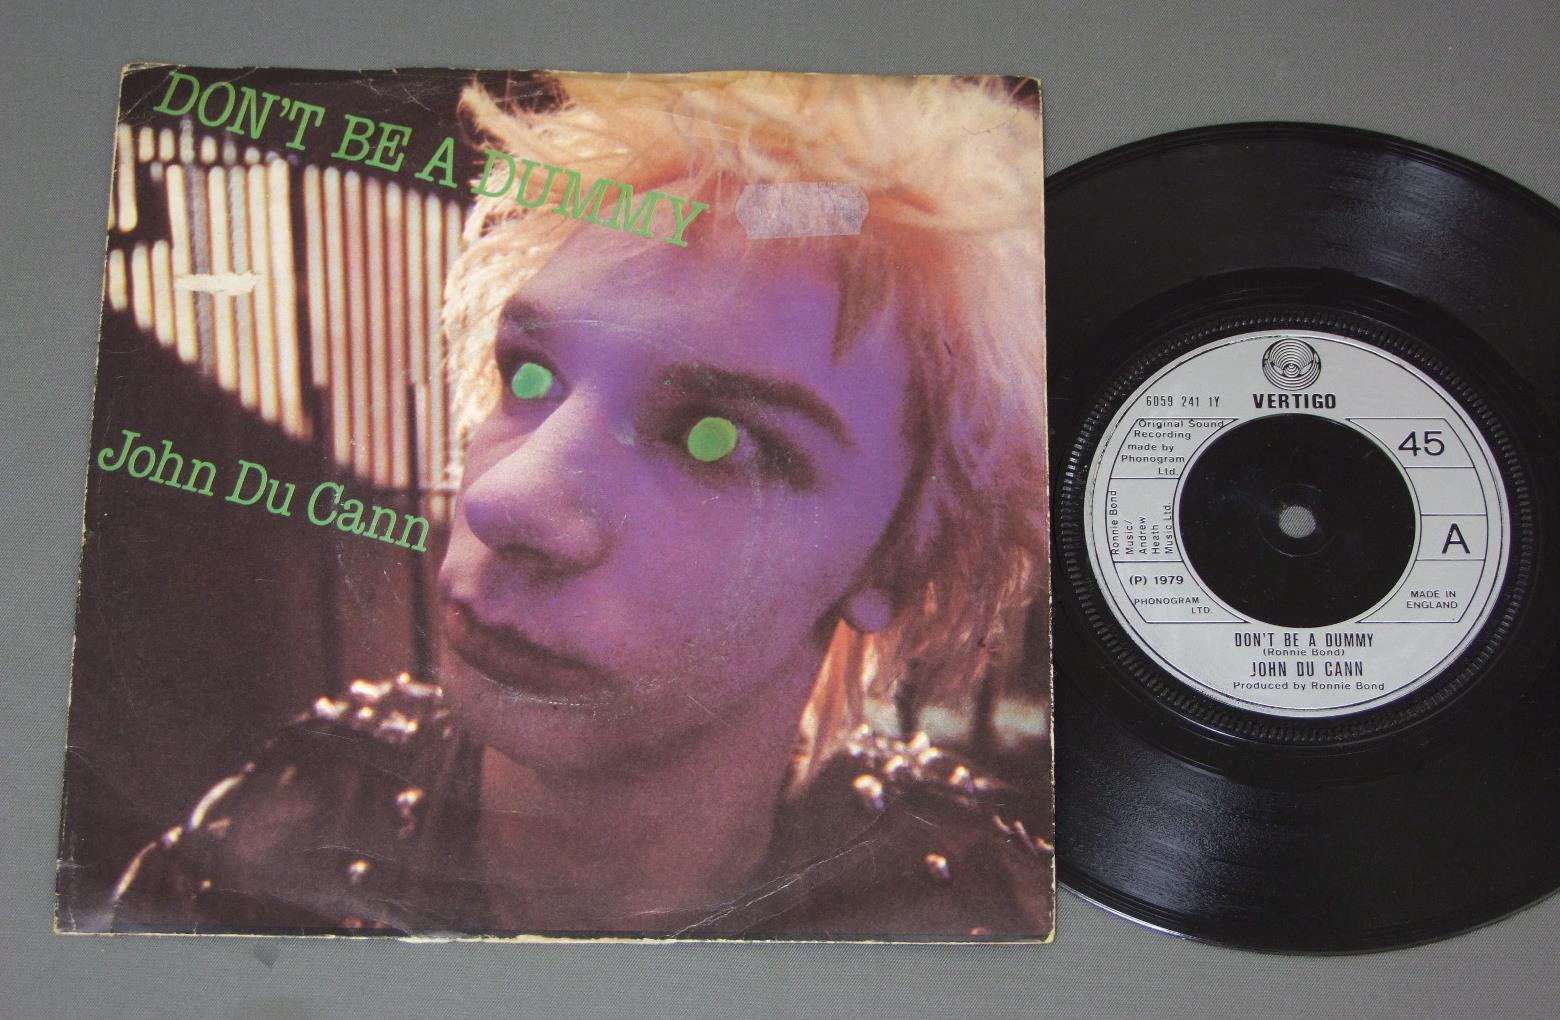 DON'T BE A DUMMY
John Du Cann
6059 241 1Y
VERTIGO
Original Sound
Recording
made by
Phonogram
Ltd.
45
Ronnie Bond
Music/
Andrew
Heath
Music Ltd.
A
(P) 1979
PHONOGRAM
LTD.
MADE IN
ENGLAND
DON'T BE A DUMMY
(Ronnie Bond)
JOHN DU CANN
Produced by Ronnie Bond